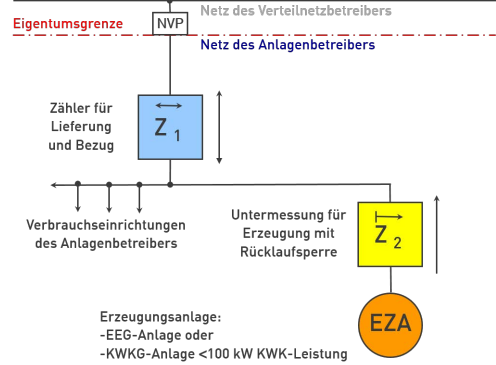 Netz des Verteilnetzbetreibers
Eigentumsgrenze
NVP
Netz des Anlagenbetreibers
Zähler für
Lieferung
und Bezug
Z 1
Verbrauchseinrichtungen
des Anlagenbetreibers
Untermessung für
Erzeugung mit
Rücklaufsperre
Z 2
EZA
Erzeugungsanlage:
-EEG-Anlage oder
-KWKG-Anlage <100 kW KWK-Leistung